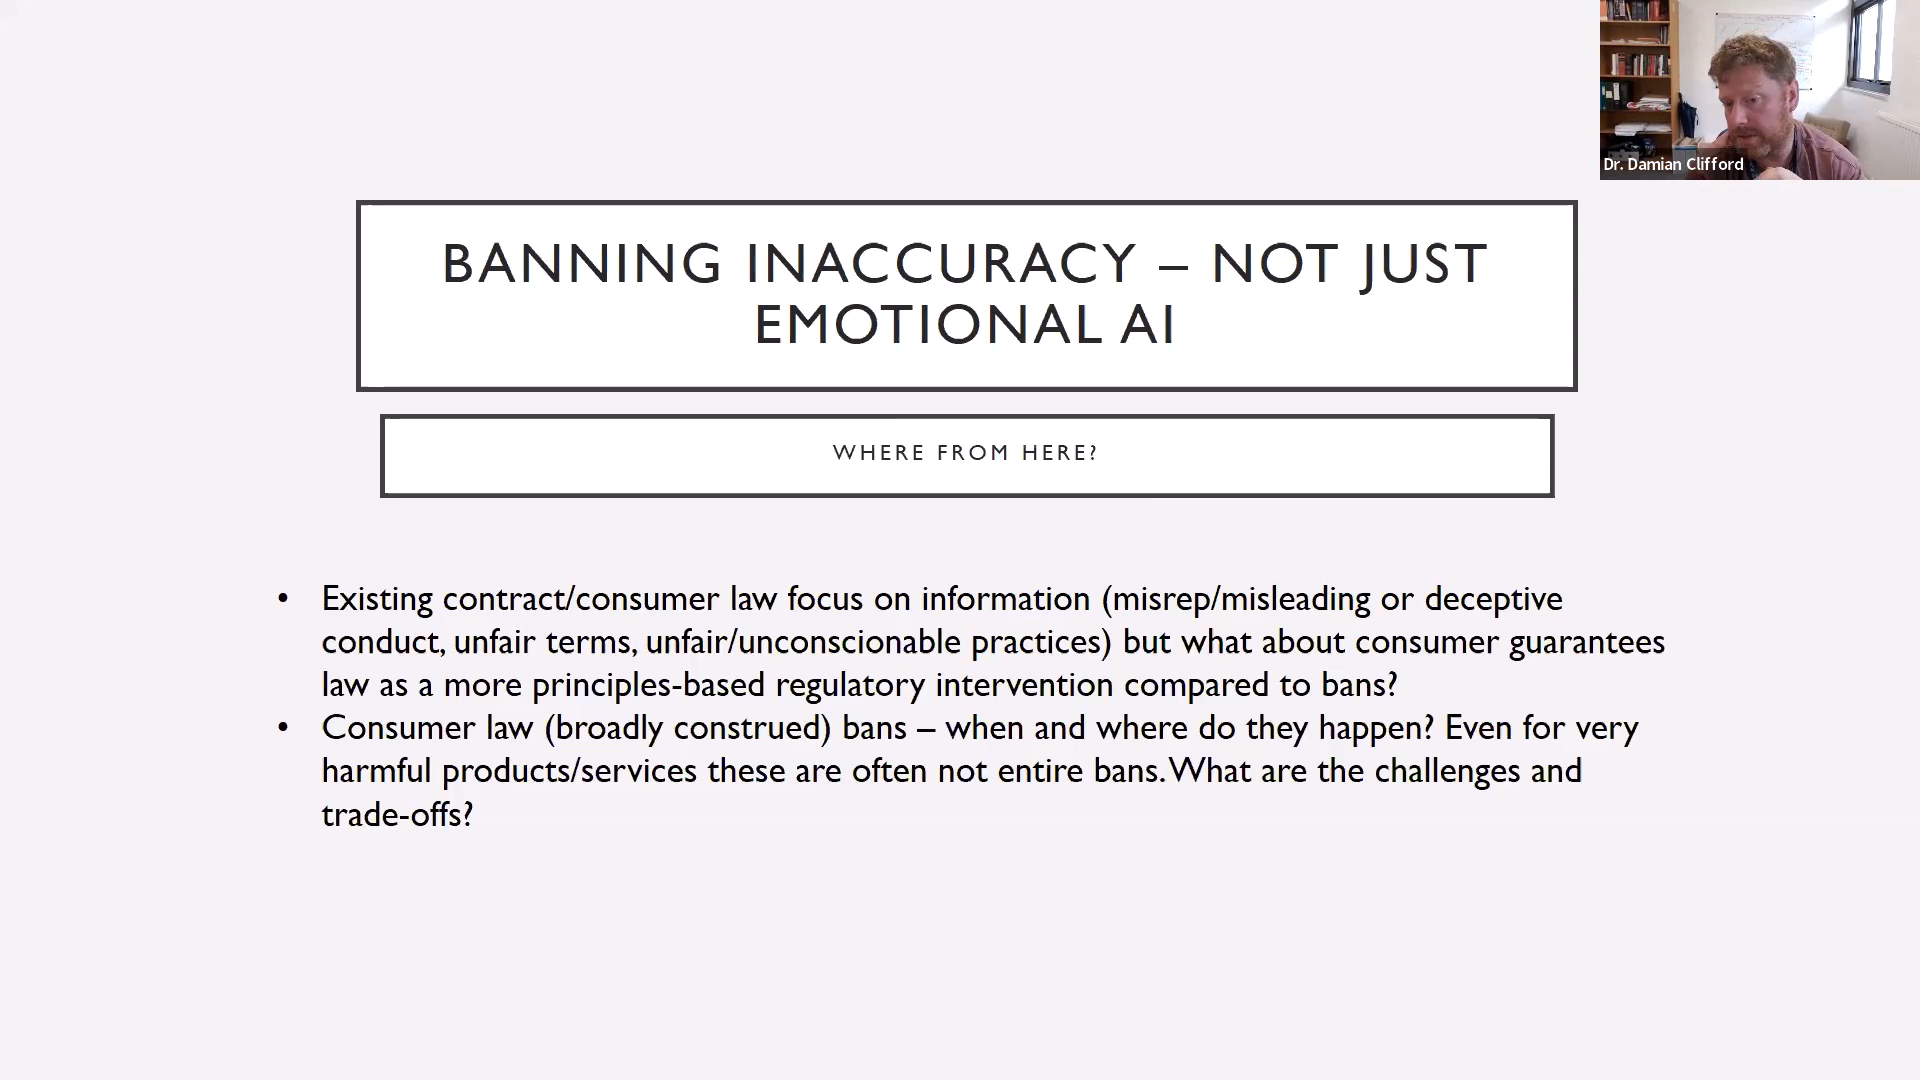 Dr. Damian Clifford
BANNING INACCURACY – NOT JUST
EMOTIONAL AI
WHERE FROM HERE?
• Existing contract/consumer law focus on information (misrep/misleading or deceptive
conduct, unfair terms, unfair/unconscionable practices) but what about consumer guarantees
law as a more principles-based regulatory intervention compared to bans?
• Consumer law (broadly construed) bans – when and where do they happen? Even for very
harmful products/services these are often not entire bans. What are the challenges and
trade-offs?